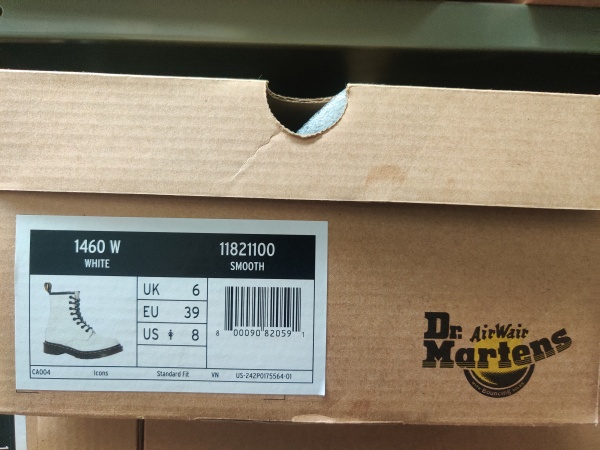 1460 W
WHITE
11821100
SMOOTH
UK 6
EU 39
US 8
8 00090 82059 1
CA004 Icons Standard Fit VN US-242P0175564-01
Dr. AirWair
Martens
BOUNCING